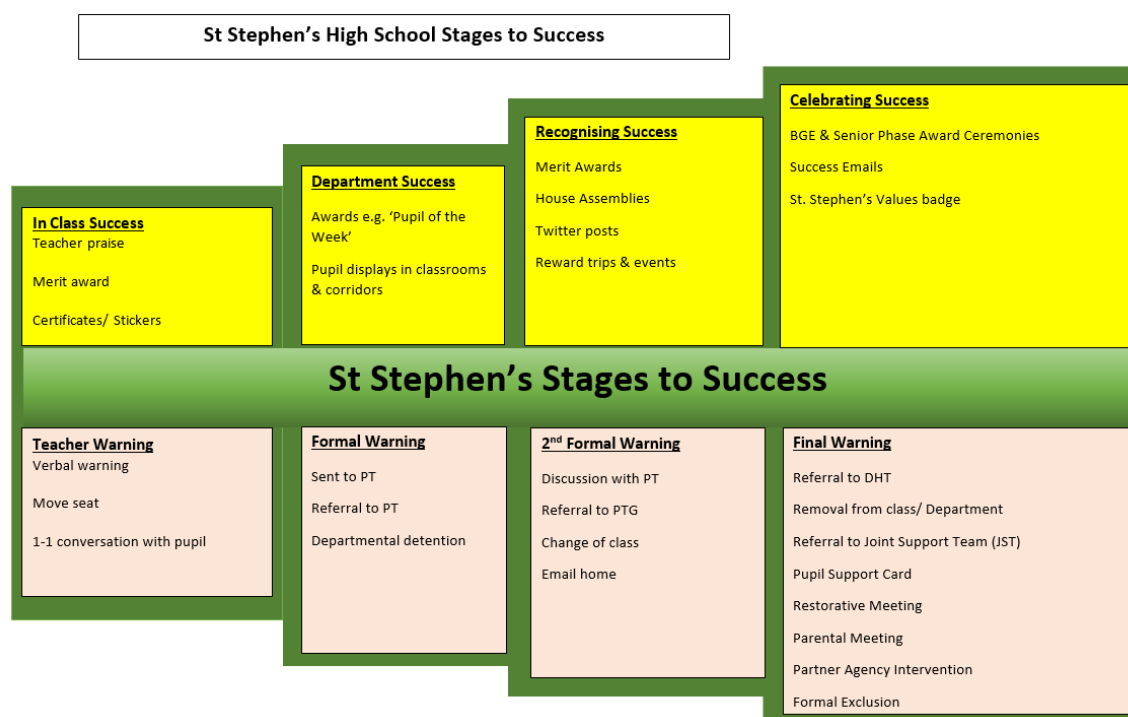 St Stephen's High School Stages to Success
In Class Success
Teacher praise
Merit award
Certificates/ Stickers
Department Success
Awards e.g. 'Pupil of the
Week'
Pupil displays in classrooms
& corridors
Recognising Success
Merit Awards
House Assemblies
Twitter posts
Reward trips & events
Celebrating Success
BGE & Senior Phase Award Ceremonies
Success Emails
St. Stephen's Values badge
St Stephen's Stages to Success
Teacher Warning
Verbal warning
Move seat
1-1 conversation with pupil
Formal Warning
Sent to PT
Referral to PT
Departmental detention
2nd Formal Warning
Discussion with PT
Referral to PTG
Change of class
Email home
Final Warning
Referral to DHT
Removal from class/ Department
Referral to Joint Support Team (JST)
Pupil Support Card
Restorative Meeting
Parental Meeting
Partner Agency Intervention
Formal Exclusion